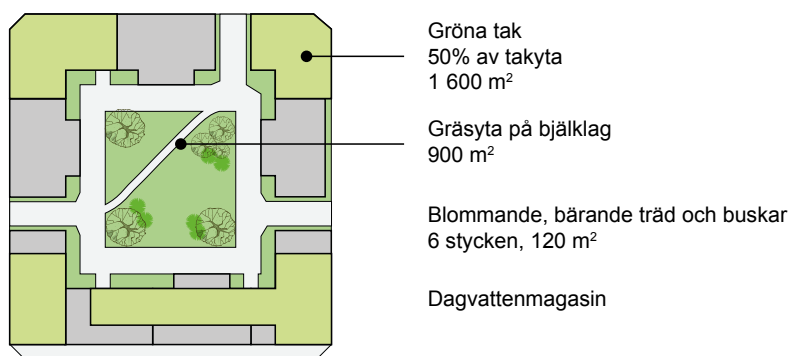 Gröna tak
50% av takyta
1 600 m²
Gräsyta på bjälklag
900 m²
Blommande, bärande träd och buskar
6 stycken, 120 m²
Dagvattenmagasin